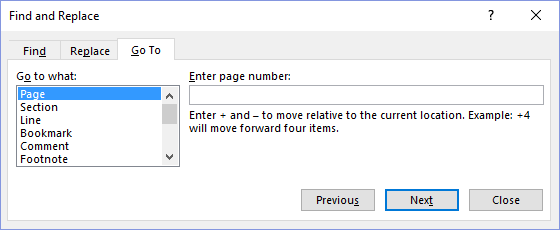 Find and Replace
?
Find
Replace
Go To
Go to what:
Page
Section
Line
Bookmark
Comment
Footnote
Enter page number:
Enter + and – to move relative to the current location. Example: +4
will move forward four items.
Previous
Next
Close